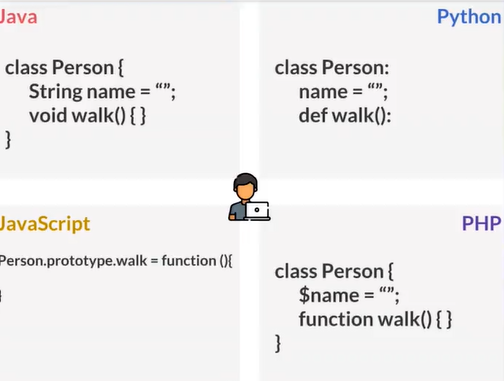 Java
class Person {
String name = “”;
void walk() { }
}
Python
class Person:
name = “”;
def walk():
JavaScript
Person.prototype.walk = function (){
}
PHP
class Person {
$name = “”;
function walk() { }
}